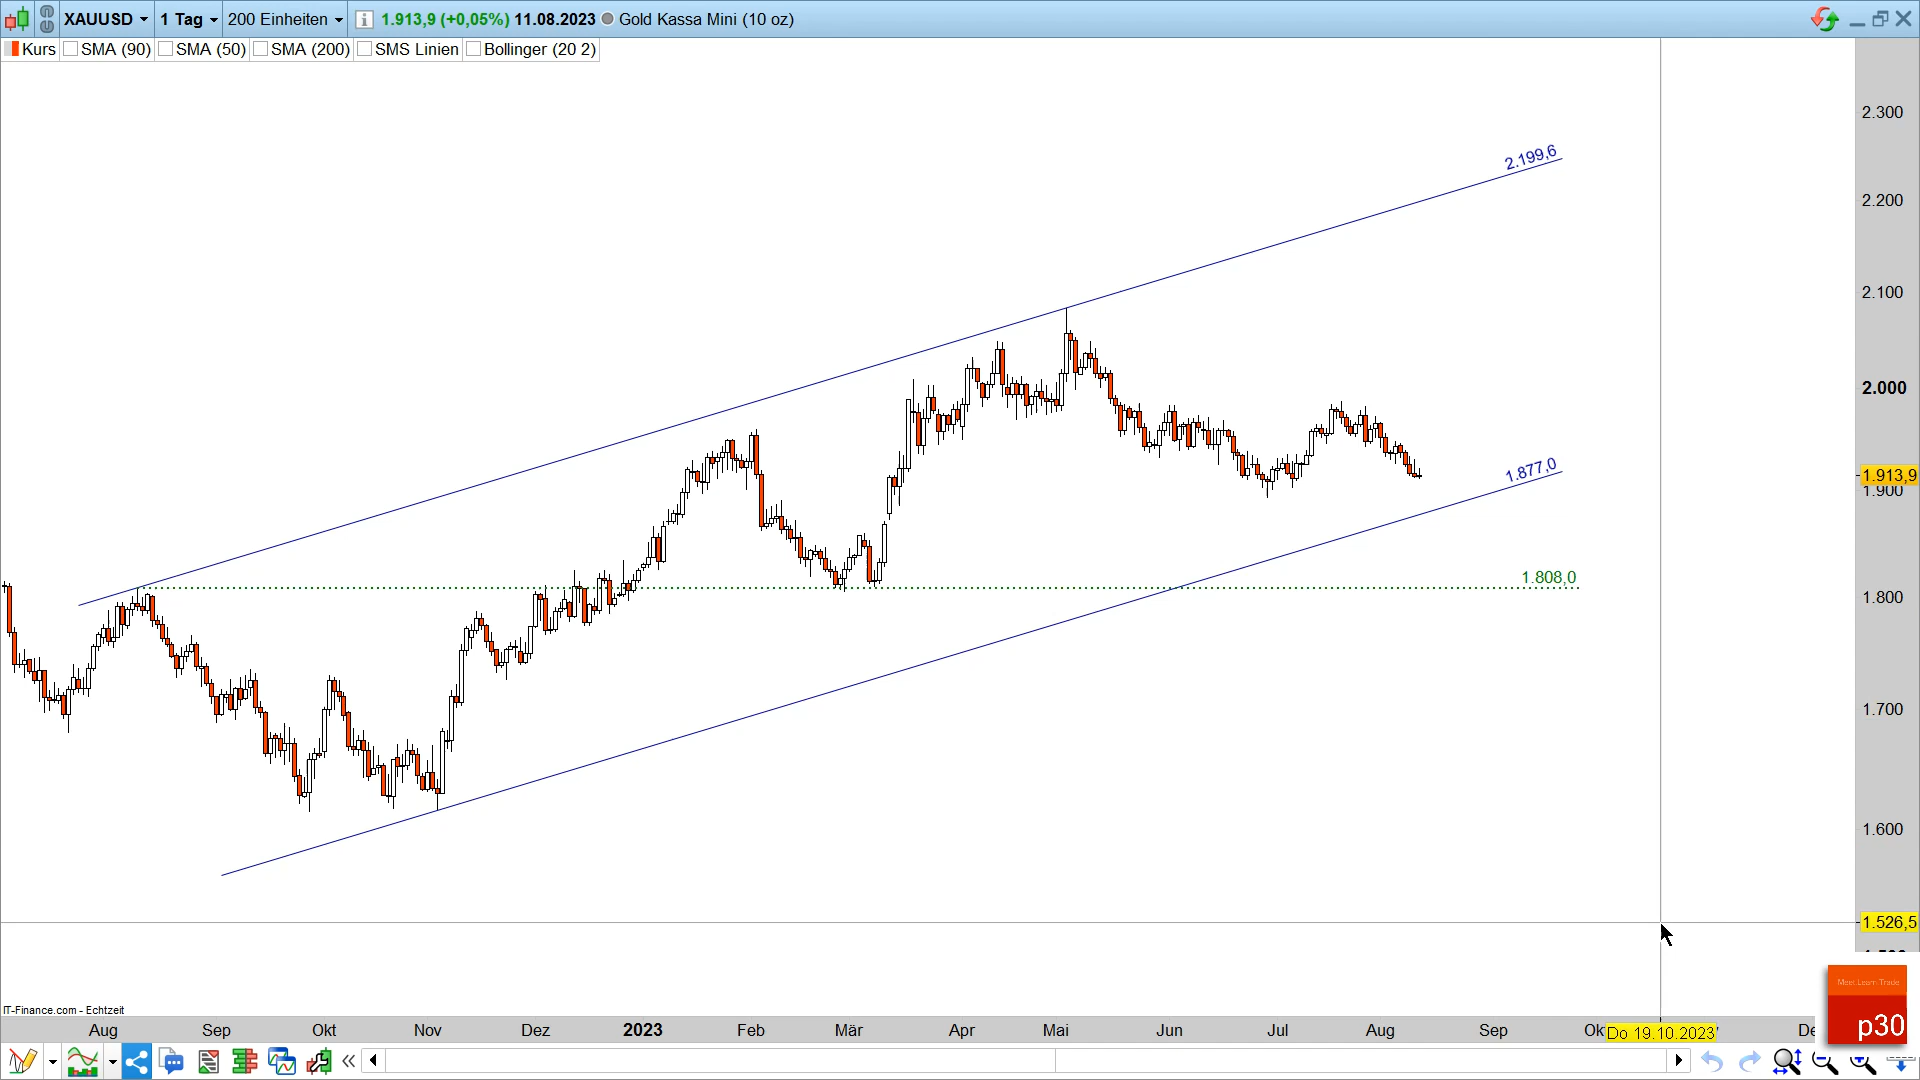 XAUUSD 1 Tag 200 Einheiten 1.913,9 (+0,05%) 11.08.2023 Gold Kassa Mini (10 oz)
Kurs SMA (90) SMA (50) SMA (200) SMS Linien Bollinger (20 2)
2.300
2.199,6
2.200
2.100
2.000
1.877,0
1.913,9
1.900
1.808,0
1.800
1.700
1.600
1.526,5
Meet.Learn.Trade
p30
IT-Finance.com - Echtzeit
Aug Sep Okt Nov Dez 2023 Feb Mär Apr Mai Jun Jul Aug Sep Do 19.10.2023